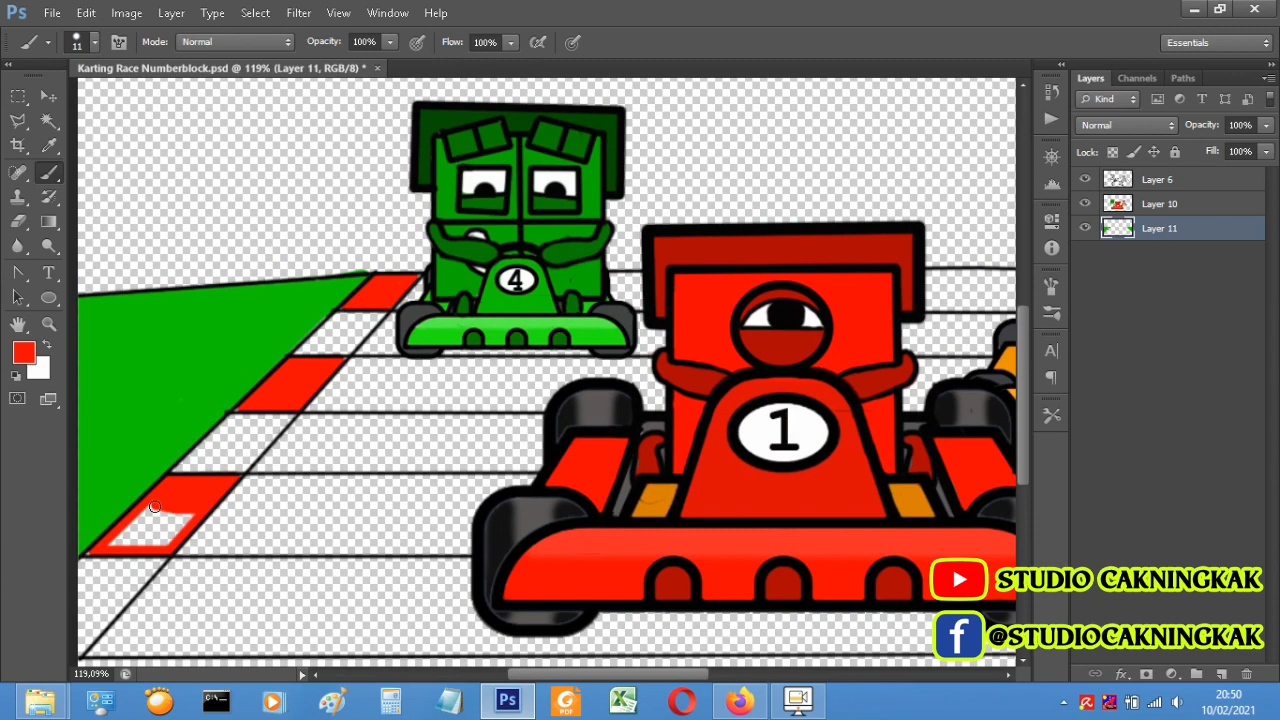 Ps File Edit Image Layer Type Select Filter View Window Help
11 Mode: Normal Opacity: 100% Flow: 100% Essentials
Karting Race Numberblock.psd @ 119% (Layer 11, RGB/8) * ×
Layers Channels Paths
Kind
Normal Opacity: 100%
Lock: Fill: 100%
Layer 6
Layer 10
Layer 11
4
1
STUDIO CAKNINGKAK
@STUDIOCAKNINGKAK
119,09%
20:50
10/02/2021